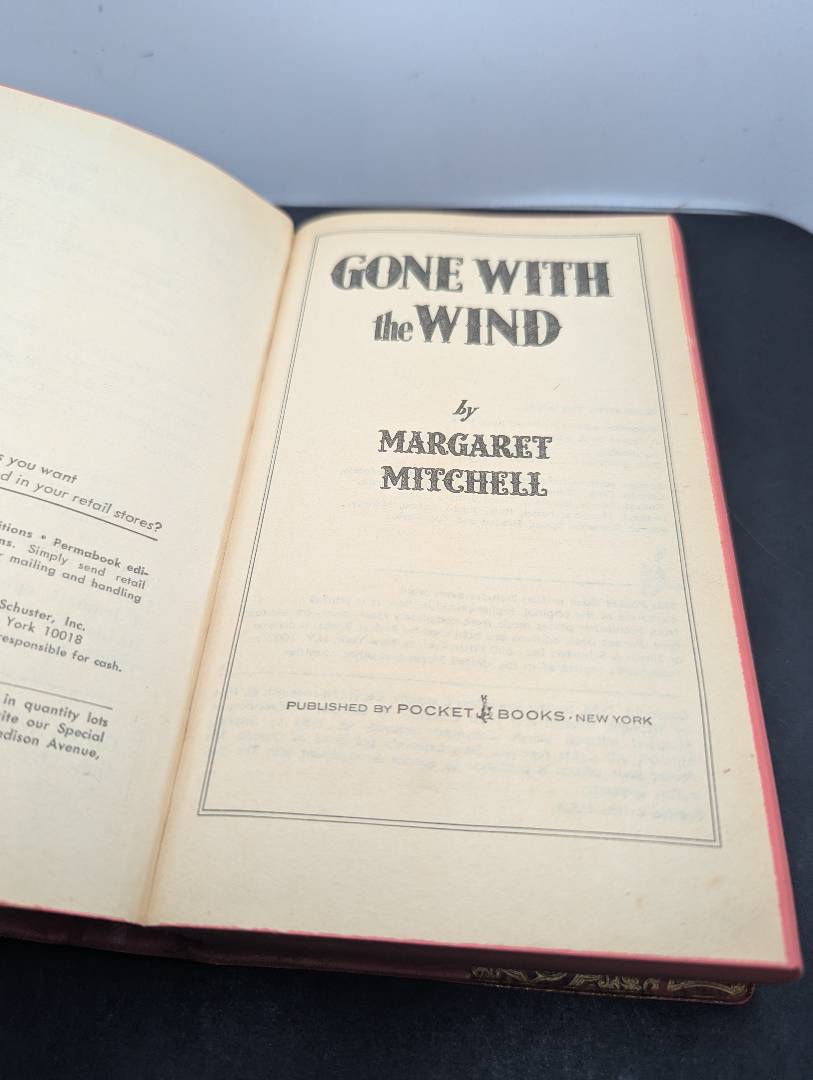 s you want
d in your retail stores?
itions • Permabook edi-
ns. Simply send retail
r mailing and handling
Schuster, Inc.
York 10018
responsible for cash.
in quantity lots
ite our Special
adison Avenue,
GONE WITH
the WIND
by
MARGARET
MITCHELL
PUBLISHED BY POCKET BOOKS • NEW YORK